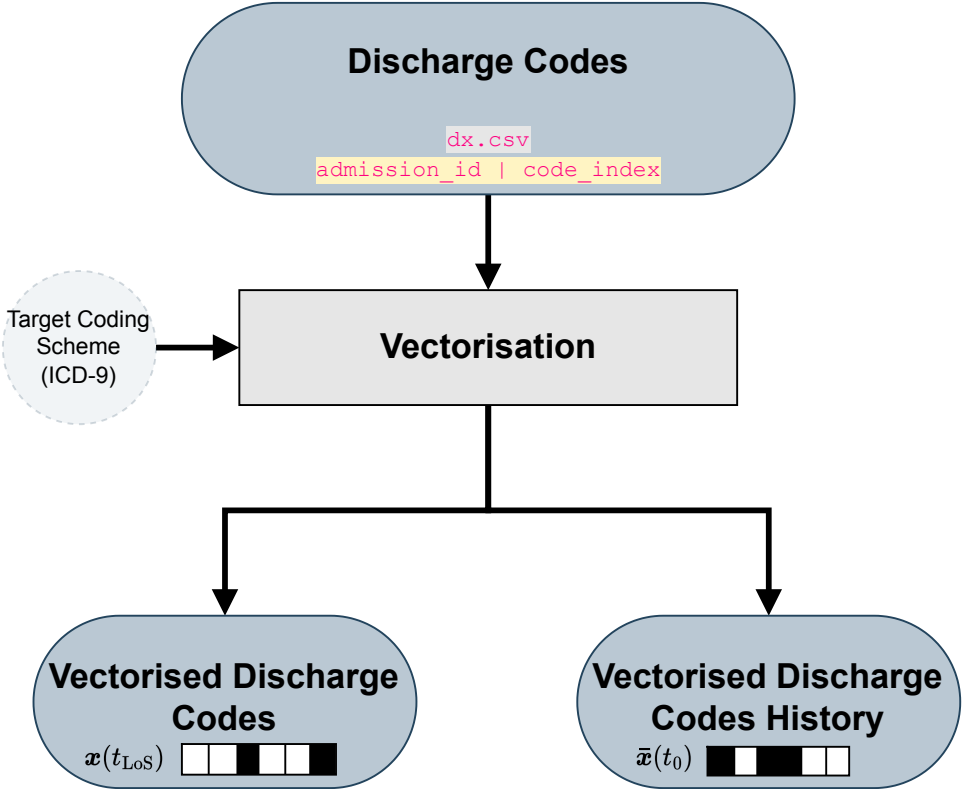 Discharge Codes
dx.csv
admission_id | code_index
Target Coding
Scheme
(ICD-9)
Vectorisation
Vectorised Discharge
Codes
x(t_LoS)
Vectorised Discharge
Codes History
x̄(t₀)